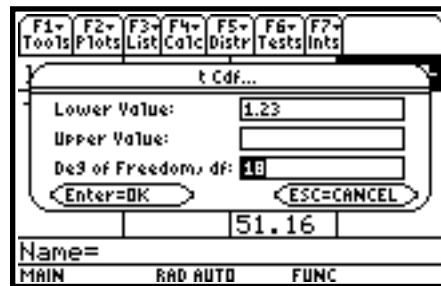 F1▾ F2▾ F3▾ F4▾ F5▾ F6▾ F7▾
Tools Plots List Calc Distr Tests Ints
t Cdf...
Lower Value: 1.23
Upper Value:
Deg of Freedom, df: 18
Enter=OK ESC=CANCEL
51.16
Name=
MAIN RAD AUTO FUNC